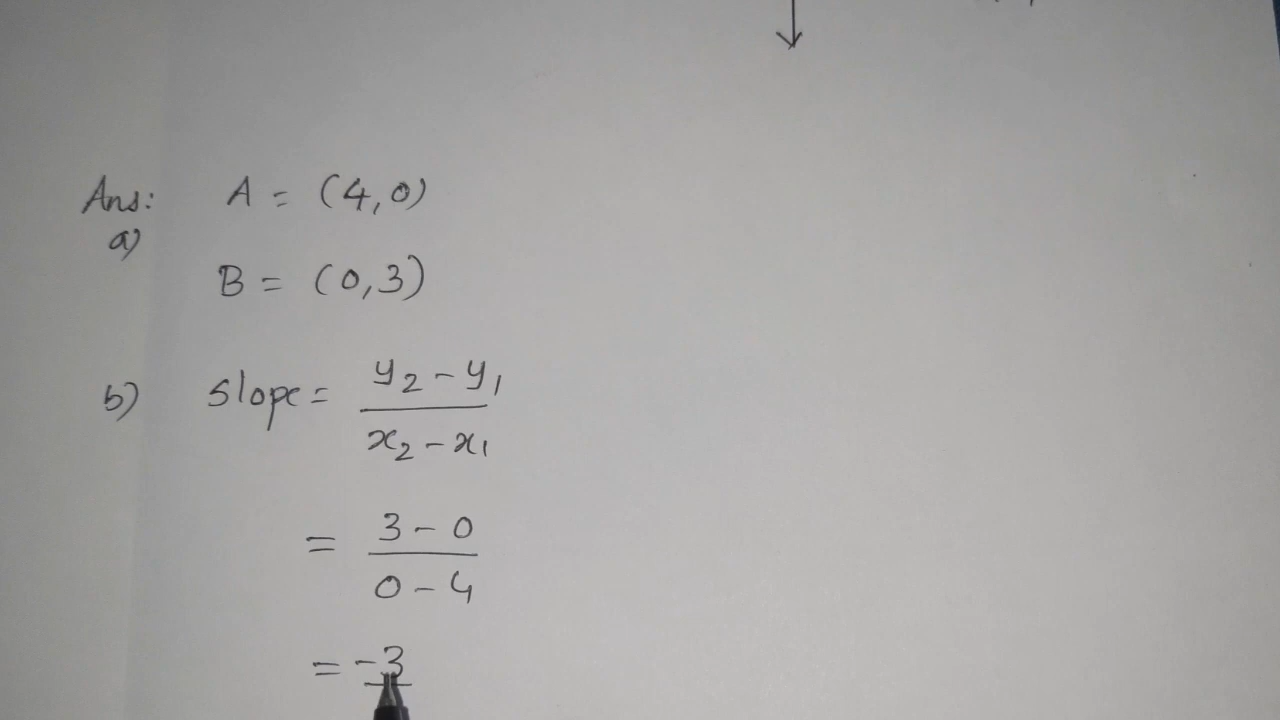 Ans: A = (4,0)
a)
B = (0,3)
b) Slope = y₂ - y₁
x₂ - x₁
= 3 - 0
0 - 4
= -3